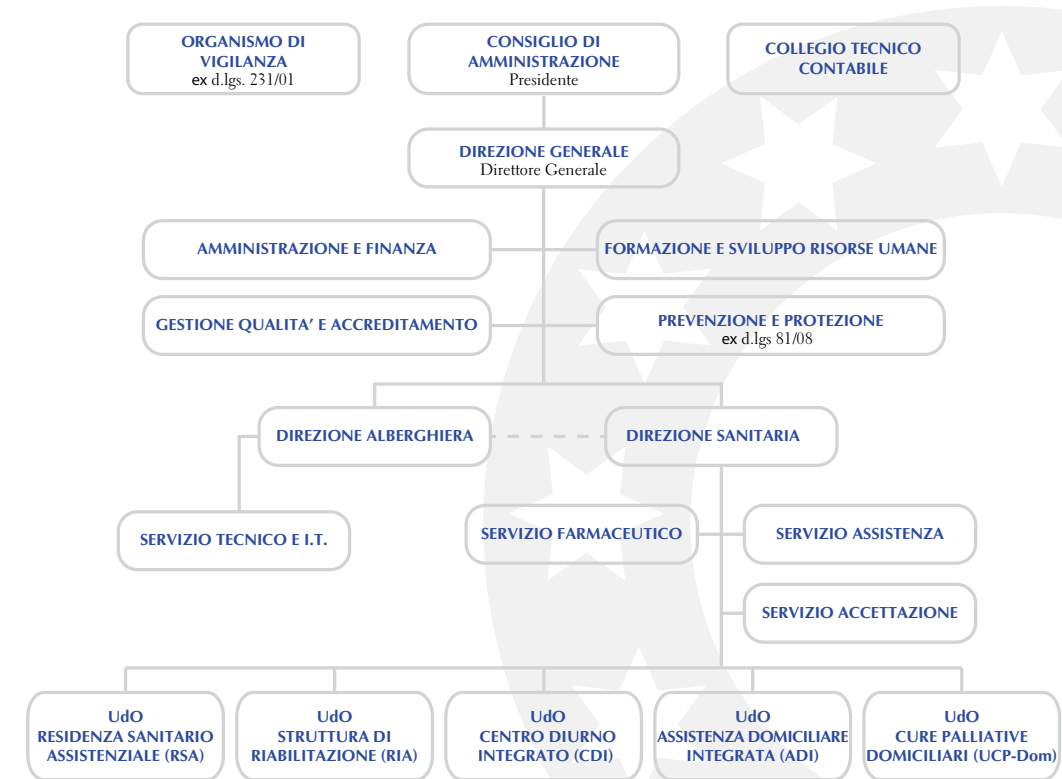 ORGANISMO DI
VIGILANZA
ex d.lgs. 231/01
CONSIGLIO DI
AMMINISTRAZIONE
Presidente
COLLEGIO TECNICO
CONTABILE
DIREZIONE GENERALE
Direttore Generale
AMMINISTRAZIONE E FINANZA
FORMAZIONE E SVILUPPO RISORSE UMANE
GESTIONE QUALITA’ E ACCREDITAMENTO
PREVENZIONE E PROTEZIONE
ex d.lgs 81/08
DIREZIONE ALBERGHIERA
DIREZIONE SANITARIA
SERVIZIO TECNICO E I.T.
SERVIZIO FARMACEUTICO
SERVIZIO ASSISTENZA
SERVIZIO ACCETTAZIONE
UdO
RESIDENZA SANITARIO
ASSISTENZIALE (RSA)
UdO
STRUTTURA DI
RIABILITAZIONE (RIA)
UdO
CENTRO DIURNO
INTEGRATO (CDI)
UdO
ASSISTENZA DOMICILIARE
INTEGRATA (ADI)
UdO
CURE PALLIATIVE
DOMICILIARI (UCP-Dom)